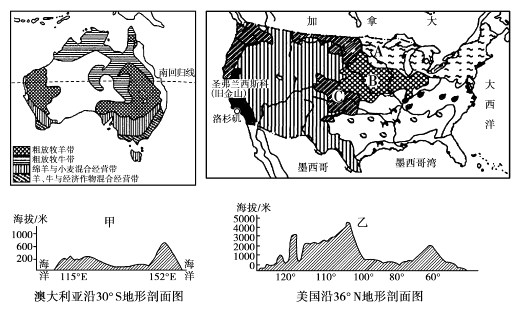 南回归线
粗放牧羊带
粗放牧牛带
绵羊与小麦混合经营带
羊、牛与经济作物混合经营带
加 拿 大
A
B
C
圣弗兰西斯科
(旧金山)
洛杉矶
大
西
洋
墨西哥
墨西哥湾
海拔/米
甲
1000
600
200
海
洋
海
洋
115°E
152°E
澳大利亚沿30°S地形剖面图
海拔/米
乙
5000
4000
3000
2000
1000
0
120°
110°
100°
80°
60°
美国沿36°N地形剖面图